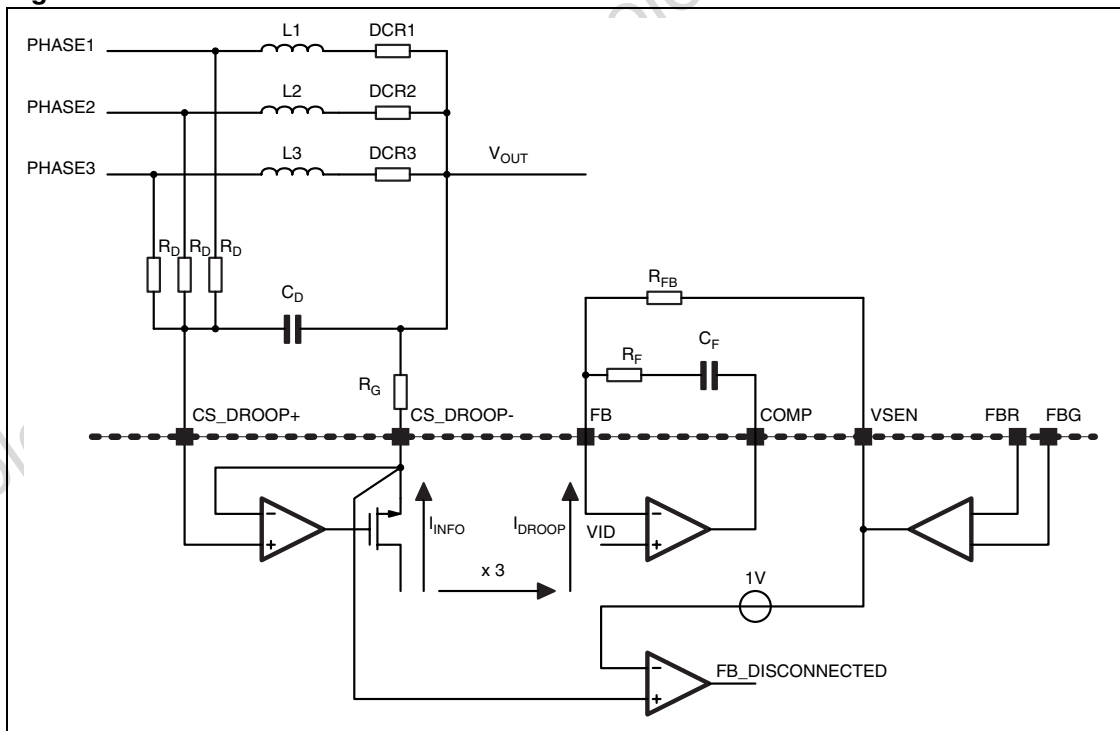 PHASE1
L1
DCR1
PHASE2
L2
DCR2
PHASE3
L3
DCR3
VOUT
RD
RD
RD
CD
RG
RFB
RF
CF
CS_DROOP+
CS_DROOP-
FB
COMP
VSEN
FBR
FBG
-
+
IINFO
x 3
IDROOP
VID
-
+
1V
-
+
FB_DISCONNECTED